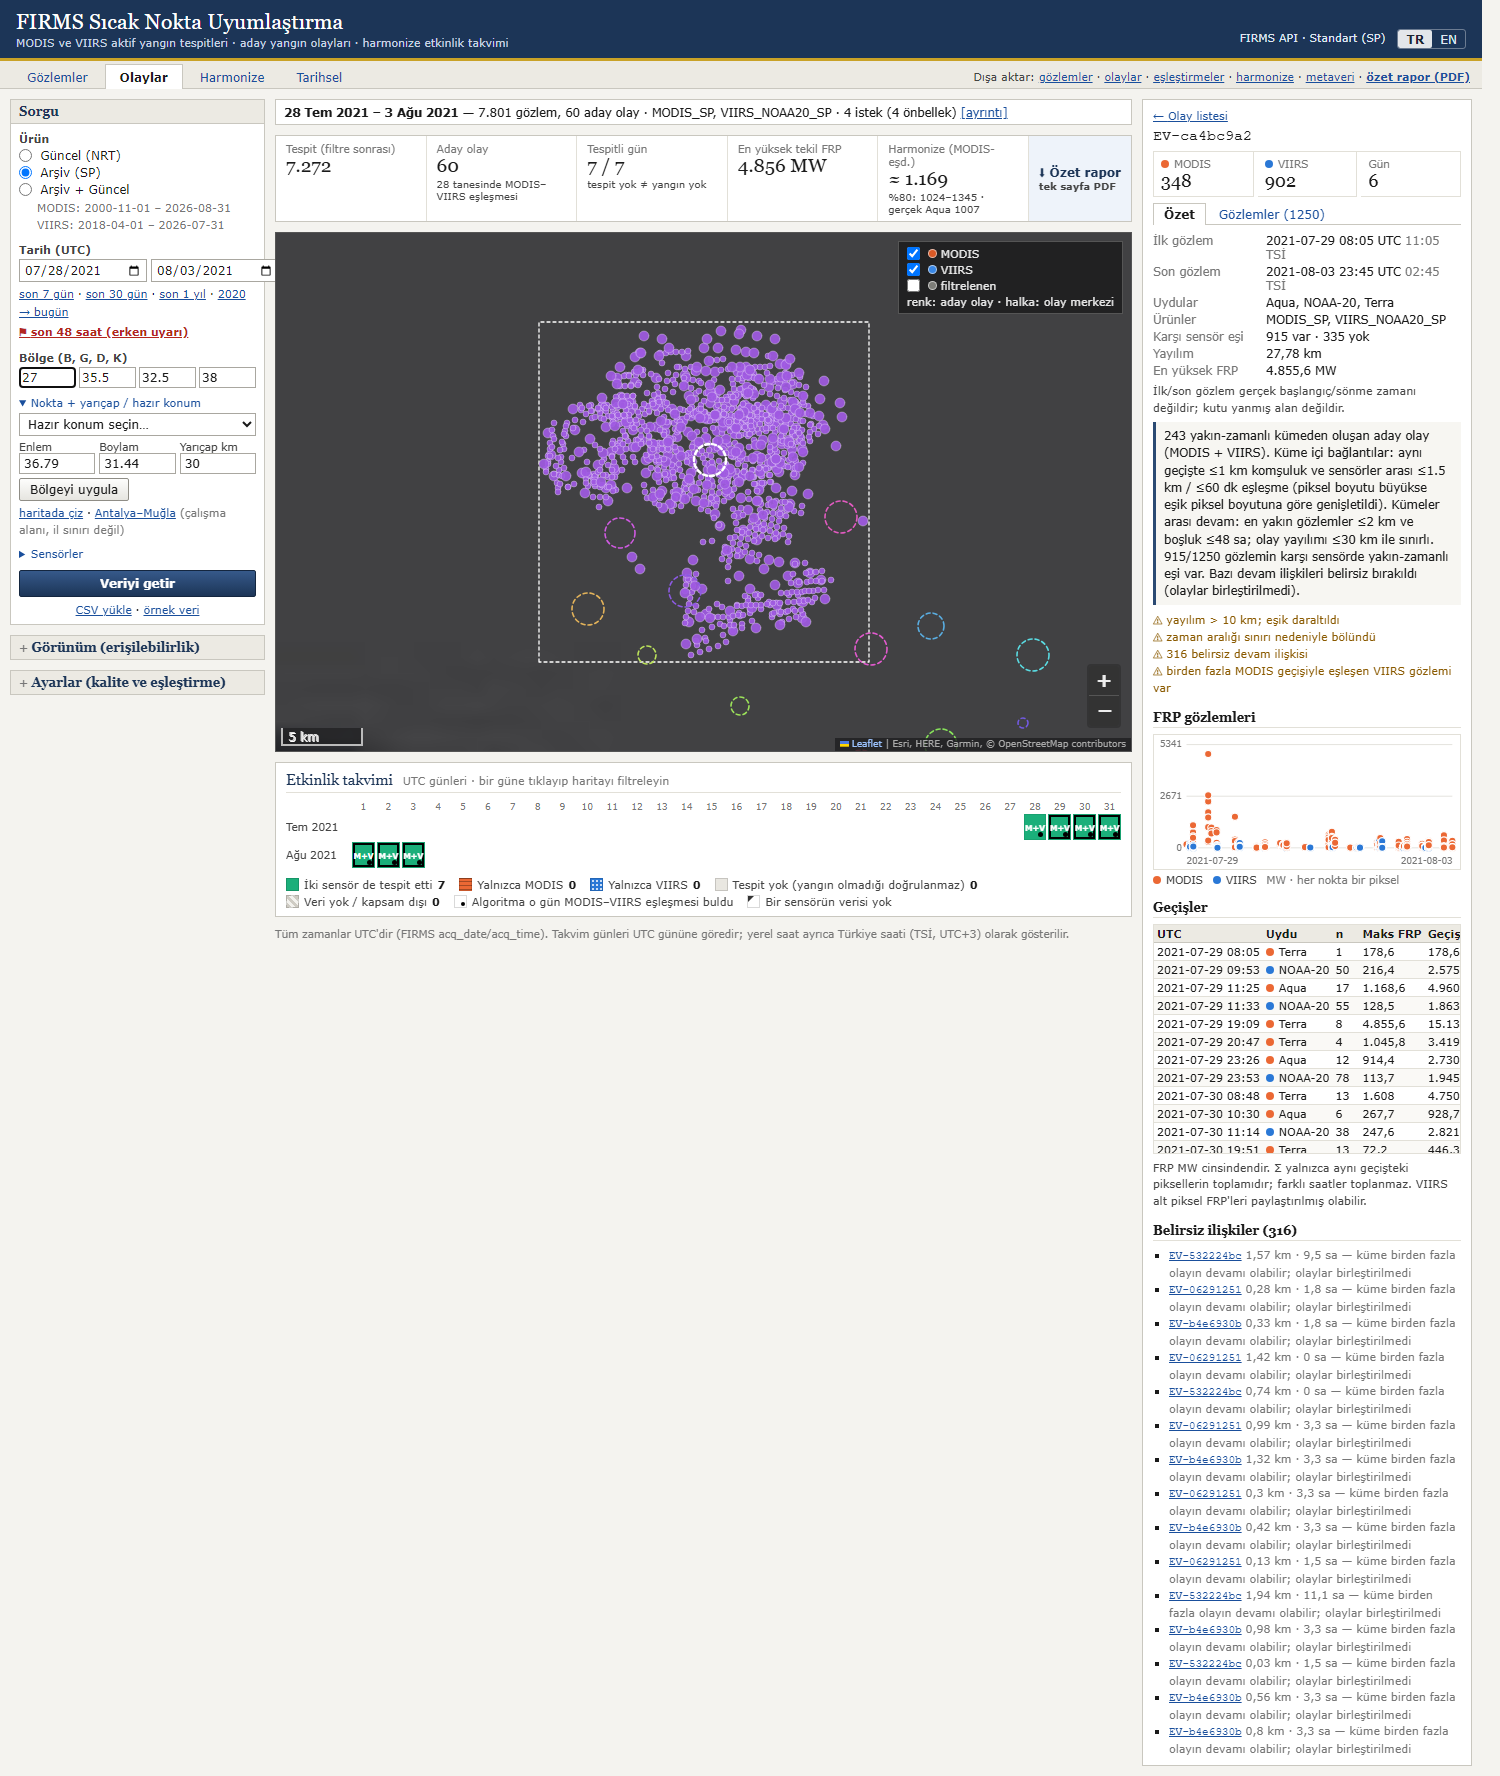 FIRMS Sıcak Nokta Uyumlaştırma
MODIS ve VIIRS aktif yangın tespitleri · aday yangın olayları · harmonize etkinlik takvimi
FIRMS API · Standart (SP)
TR EN
Gözlemler Olaylar Harmonize Tarihsel
Dışa aktar: gözlemler · olaylar · eşleştirmeler · harmonize · metaveri · özet rapor (PDF)
Sorgu
Ürün
Güncel (NRT)
Arşiv (SP)
Arşiv + Güncel
MODIS: 2000-11-01 – 2026-08-31
VIIRS: 2018-04-01 – 2026-07-31
Tarih (UTC)
07/28/2021 08/03/2021
son 7 gün · son 30 gün · son 1 yıl · 2020
→ bugün
⚑ son 48 saat (erken uyarı)
Bölge (B, G, D, K)
27 35.5 32.5 38
▾ Nokta + yarıçap / hazır konum
Hazır konum seçin...
Enlem Boylam Yarıçap km
36.79 31.44 30
Bölgeyi uygula
haritada çiz · Antalya–Muğla (çalışma
alanı, il sınırı değil)
▸ Sensörler
Veriyi getir
CSV yükle · örnek veri
+ Görünüm (erişilebilirlik)
+ Ayarlar (kalite ve eşleştirme)
28 Tem 2021 – 3 Ağu 2021 — 7.801 gözlem, 60 aday olay · MODIS_SP, VIIRS_NOAA20_SP · 4 istek (4 önbellek) [ayrıntı]
Tespit (filtre sonrası)
7.272
Aday olay
60
28 tanesinde MODIS–
VIIRS eşleşmesi
Tespitli gün
7 / 7
tespit yok ≠ yangın yok
En yüksek tekil FRP
4.856 MW
Harmonize (MODIS-
eşd.)
≈ 1.169
%80: 1024–1345 ·
gerçek Aqua 1007
⬇ Özet rapor
tek sayfa PDF
MODIS
VIIRS
filtrelenen
renk: aday olay · halka: olay merkezi
+
−
5 km
Leaflet | Esri, HERE, Garmin, © OpenStreetMap contributors
Etkinlik takvimi UTC günleri · bir güne tıklayıp haritayı filtreleyin
1 2 3 4 5 6 7 8 9 10 11 12 13 14 15 16 17 18 19 20 21 22 23 24 25 26 27 28 29 30 31
Tem 2021 M+V M+V M+V M+V
Ağu 2021 M+V M+V M+V
İki sensör de tespit etti 7 Yalnızca MODIS 0 Yalnızca VIIRS 0 Tespit yok (yangın olmadığı doğrulanmaz) 0
Veri yok / kapsam dışı 0 Algoritma o gün MODIS–VIIRS eşleşmesi buldu Bir sensörün verisi yok
Tüm zamanlar UTC'dir (FIRMS acq_date/acq_time). Takvim günleri UTC gününe göredir; yerel saat ayrıca Türkiye saati (TSİ, UTC+3) olarak gösterilir.
← Olay listesi
EV-ca4bc9a2
MODIS VIIRS Gün
348 902 6
Özet Gözlemler (1250)
İlk gözlem 2021-07-29 08:05 UTC 11:05
TSİ
Son gözlem 2021-08-03 23:45 UTC 02:45
TSİ
Uydular Aqua, NOAA-20, Terra
Ürünler MODIS_SP, VIIRS_NOAA20_SP
Karşı sensör eşi 915 var · 335 yok
Yayılım 27,78 km
En yüksek FRP 4.855,6 MW
İlk/son gözlem gerçek başlangıç/sönme zamanı
değildir; kutu yanmış alan değildir.
243 yakın-zamanlı kümeden oluşan aday olay
(MODIS + VIIRS). Küme içi bağlantılar: aynı
geçişte ≤1 km komşuluk ve sensörler arası ≤1.5
km / ≤60 dk eşleşme (piksel boyutu büyükse
eşik piksel boyutuna göre genişletildi). Kümeler
arası devam: en yakın gözlemler ≤2 km ve
boşluk ≤48 sa; olay yayılımı ≤30 km ile sınırlı.
915/1250 gözlemin karşı sensörde yakın-zamanlı
eşi var. Bazı devam ilişkileri belirsiz bırakıldı
(olaylar birleştirilmedi).
⚠ yayılım > 10 km; eşik daraltıldı
⚠ zaman aralığı sınırı nedeniyle bölündü
⚠ 316 belirsiz devam ilişkisi
⚠ birden fazla MODIS geçişiyle eşleşen VIIRS gözlemi
var
FRP gözlemleri
5341
2671
0
2021-07-29 2021-08-03
MODIS VIIRS MW · her nokta bir piksel
Geçişler
UTC Uydu n Maks FRP Geçiş
2021-07-29 08:05 Terra 1 178,6 178,6
2021-07-29 09:53 NOAA-20 50 216,4 2.575
2021-07-29 11:25 Aqua 17 1.168,6 4.960
2021-07-29 11:33 NOAA-20 55 128,5 1.863
2021-07-29 19:09 Terra 8 4.855,6 15.13
2021-07-29 20:47 Terra 4 1.045,8 3.419
2021-07-29 23:26 Aqua 12 914,4 2.730
2021-07-29 23:53 NOAA-20 78 113,7 1.945
2021-07-30 08:48 Terra 13 1.608 4.750
2021-07-30 10:30 Aqua 6 267,7 928,7
2021-07-30 11:14 NOAA-20 38 247,6 2.821
2021-07-30 19:51 Terra 13 72,2 446,3
FRP MW cinsindendir. Σ yalnızca aynı geçişteki
piksellerin toplamıdır; farklı saatler toplanmaz. VIIRS
alt piksel FRP'leri paylaştırılmış olabilir.
Belirsiz ilişkiler (316)
EV-532224bc 1,57 km · 9,5 sa — küme birden fazla
olayın devamı olabilir; olaylar birleştirilmedi
EV-06291251 0,28 km · 1,8 sa — küme birden fazla
olayın devamı olabilir; olaylar birleştirilmedi
EV-b4e6930b 0,33 km · 1,8 sa — küme birden fazla
olayın devamı olabilir; olaylar birleştirilmedi
EV-06291251 1,42 km · 0 sa — küme birden fazla
olayın devamı olabilir; olaylar birleştirilmedi
EV-532224bc 0,74 km · 0 sa — küme birden fazla
olayın devamı olabilir; olaylar birleştirilmedi
EV-06291251 0,99 km · 3,3 sa — küme birden fazla
olayın devamı olabilir; olaylar birleştirilmedi
EV-b4e6930b 1,32 km · 3,3 sa — küme birden fazla
olayın devamı olabilir; olaylar birleştirilmedi
EV-06291251 0,3 km · 3,3 sa — küme birden fazla
olayın devamı olabilir; olaylar birleştirilmedi
EV-b4e6930b 0,42 km · 3,3 sa — küme birden fazla
olayın devamı olabilir; olaylar birleştirilmedi
EV-06291251 0,13 km · 1,5 sa — küme birden fazla
olayın devamı olabilir; olaylar birleştirilmedi
EV-532224bc 1,94 km · 11,1 sa — küme birden
fazla olayın devamı olabilir; olaylar birleştirilmedi
EV-b4e6930b 0,98 km · 3,3 sa — küme birden fazla
olayın devamı olabilir; olaylar birleştirilmedi
EV-532224bc 0,03 km · 1,5 sa — küme birden fazla
olayın devamı olabilir; olaylar birleştirilmedi
EV-b4e6930b 0,56 km · 3,3 sa — küme birden fazla
olayın devamı olabilir; olaylar birleştirilmedi
EV-b4e6930b 0,8 km · 3,3 sa — küme birden fazla
olayın devamı olabilir; olaylar birleştirilmedi